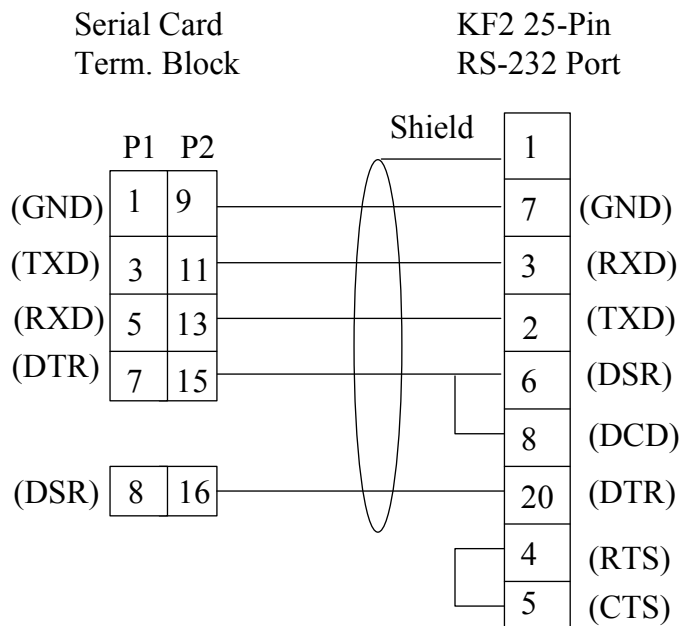 Serial Card KF2 25-Pin
Term. Block RS-232 Port
Shield 1
P1 P2
(GND) 1 9 7 (GND)
(TXD) 3 11 3 (RXD)
(RXD) 5 13 2 (TXD)
(DTR) 7 15 6 (DSR)
8 (DCD)
(DSR) 8 16 20 (DTR)
4 (RTS)
5 (CTS)